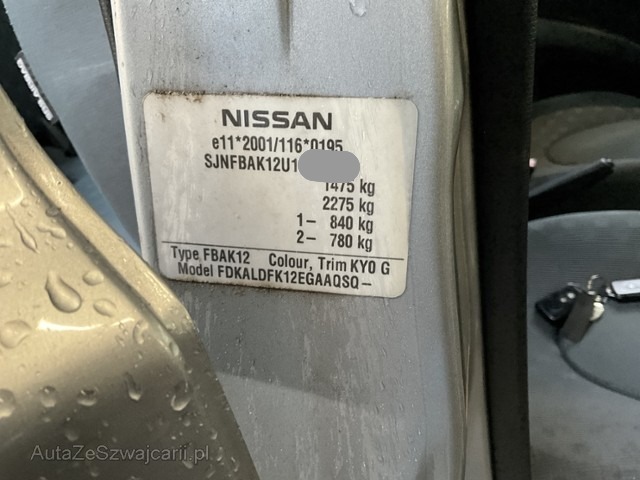 NISSAN
e11*2001/116*0195
SJNFBAK12U1
1475 kg
2275 kg
1– 840 kg
2– 780 kg
Type FBAK12 Colour, Trim KY0 G
Model FDKALDFK12EGAAQSQ–
AutaZeSzwajcarii.pl